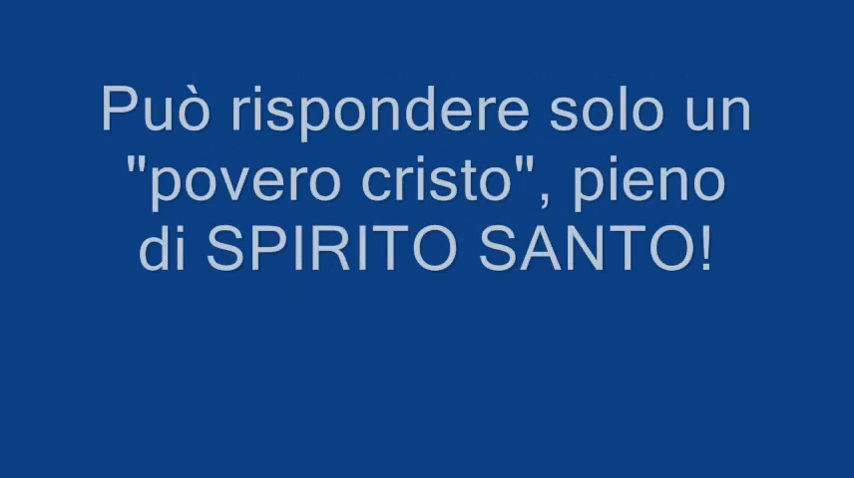 Può rispondere solo un
"povero cristo", pieno
di SPIRITO SANTO!